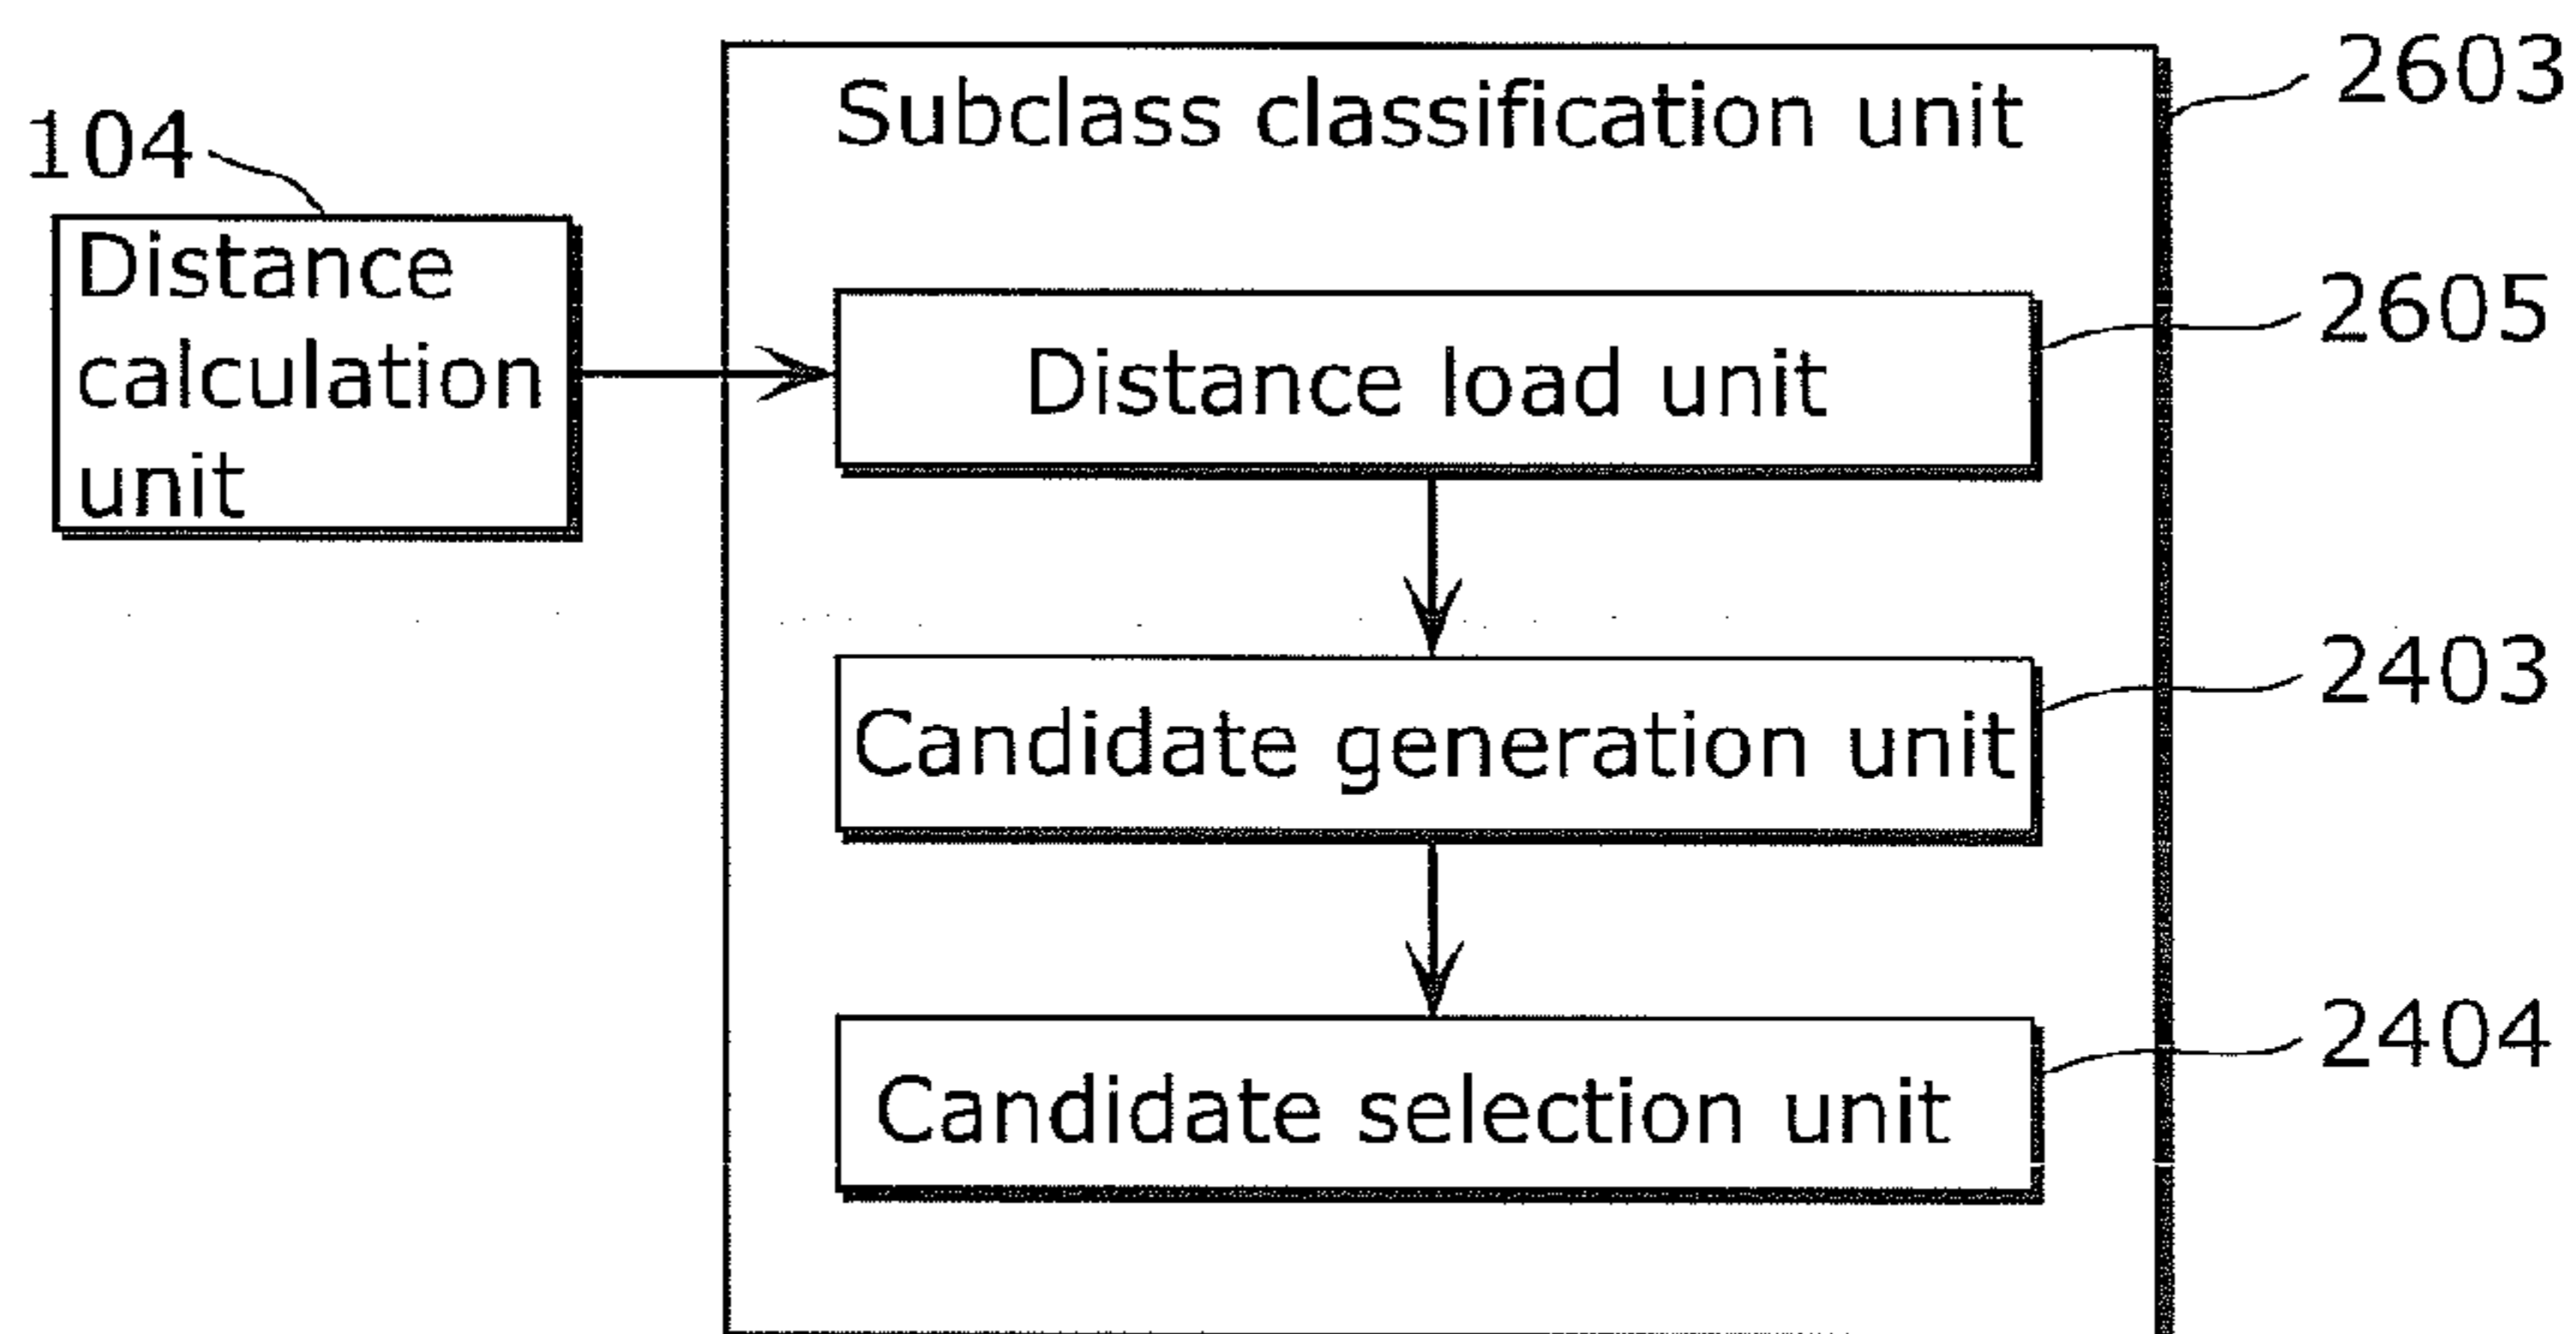 Subclass classification unit
2603
104
Distance
calculation
unit
Distance load unit
2605
Candidate generation unit
2403
Candidate selection unit
2404